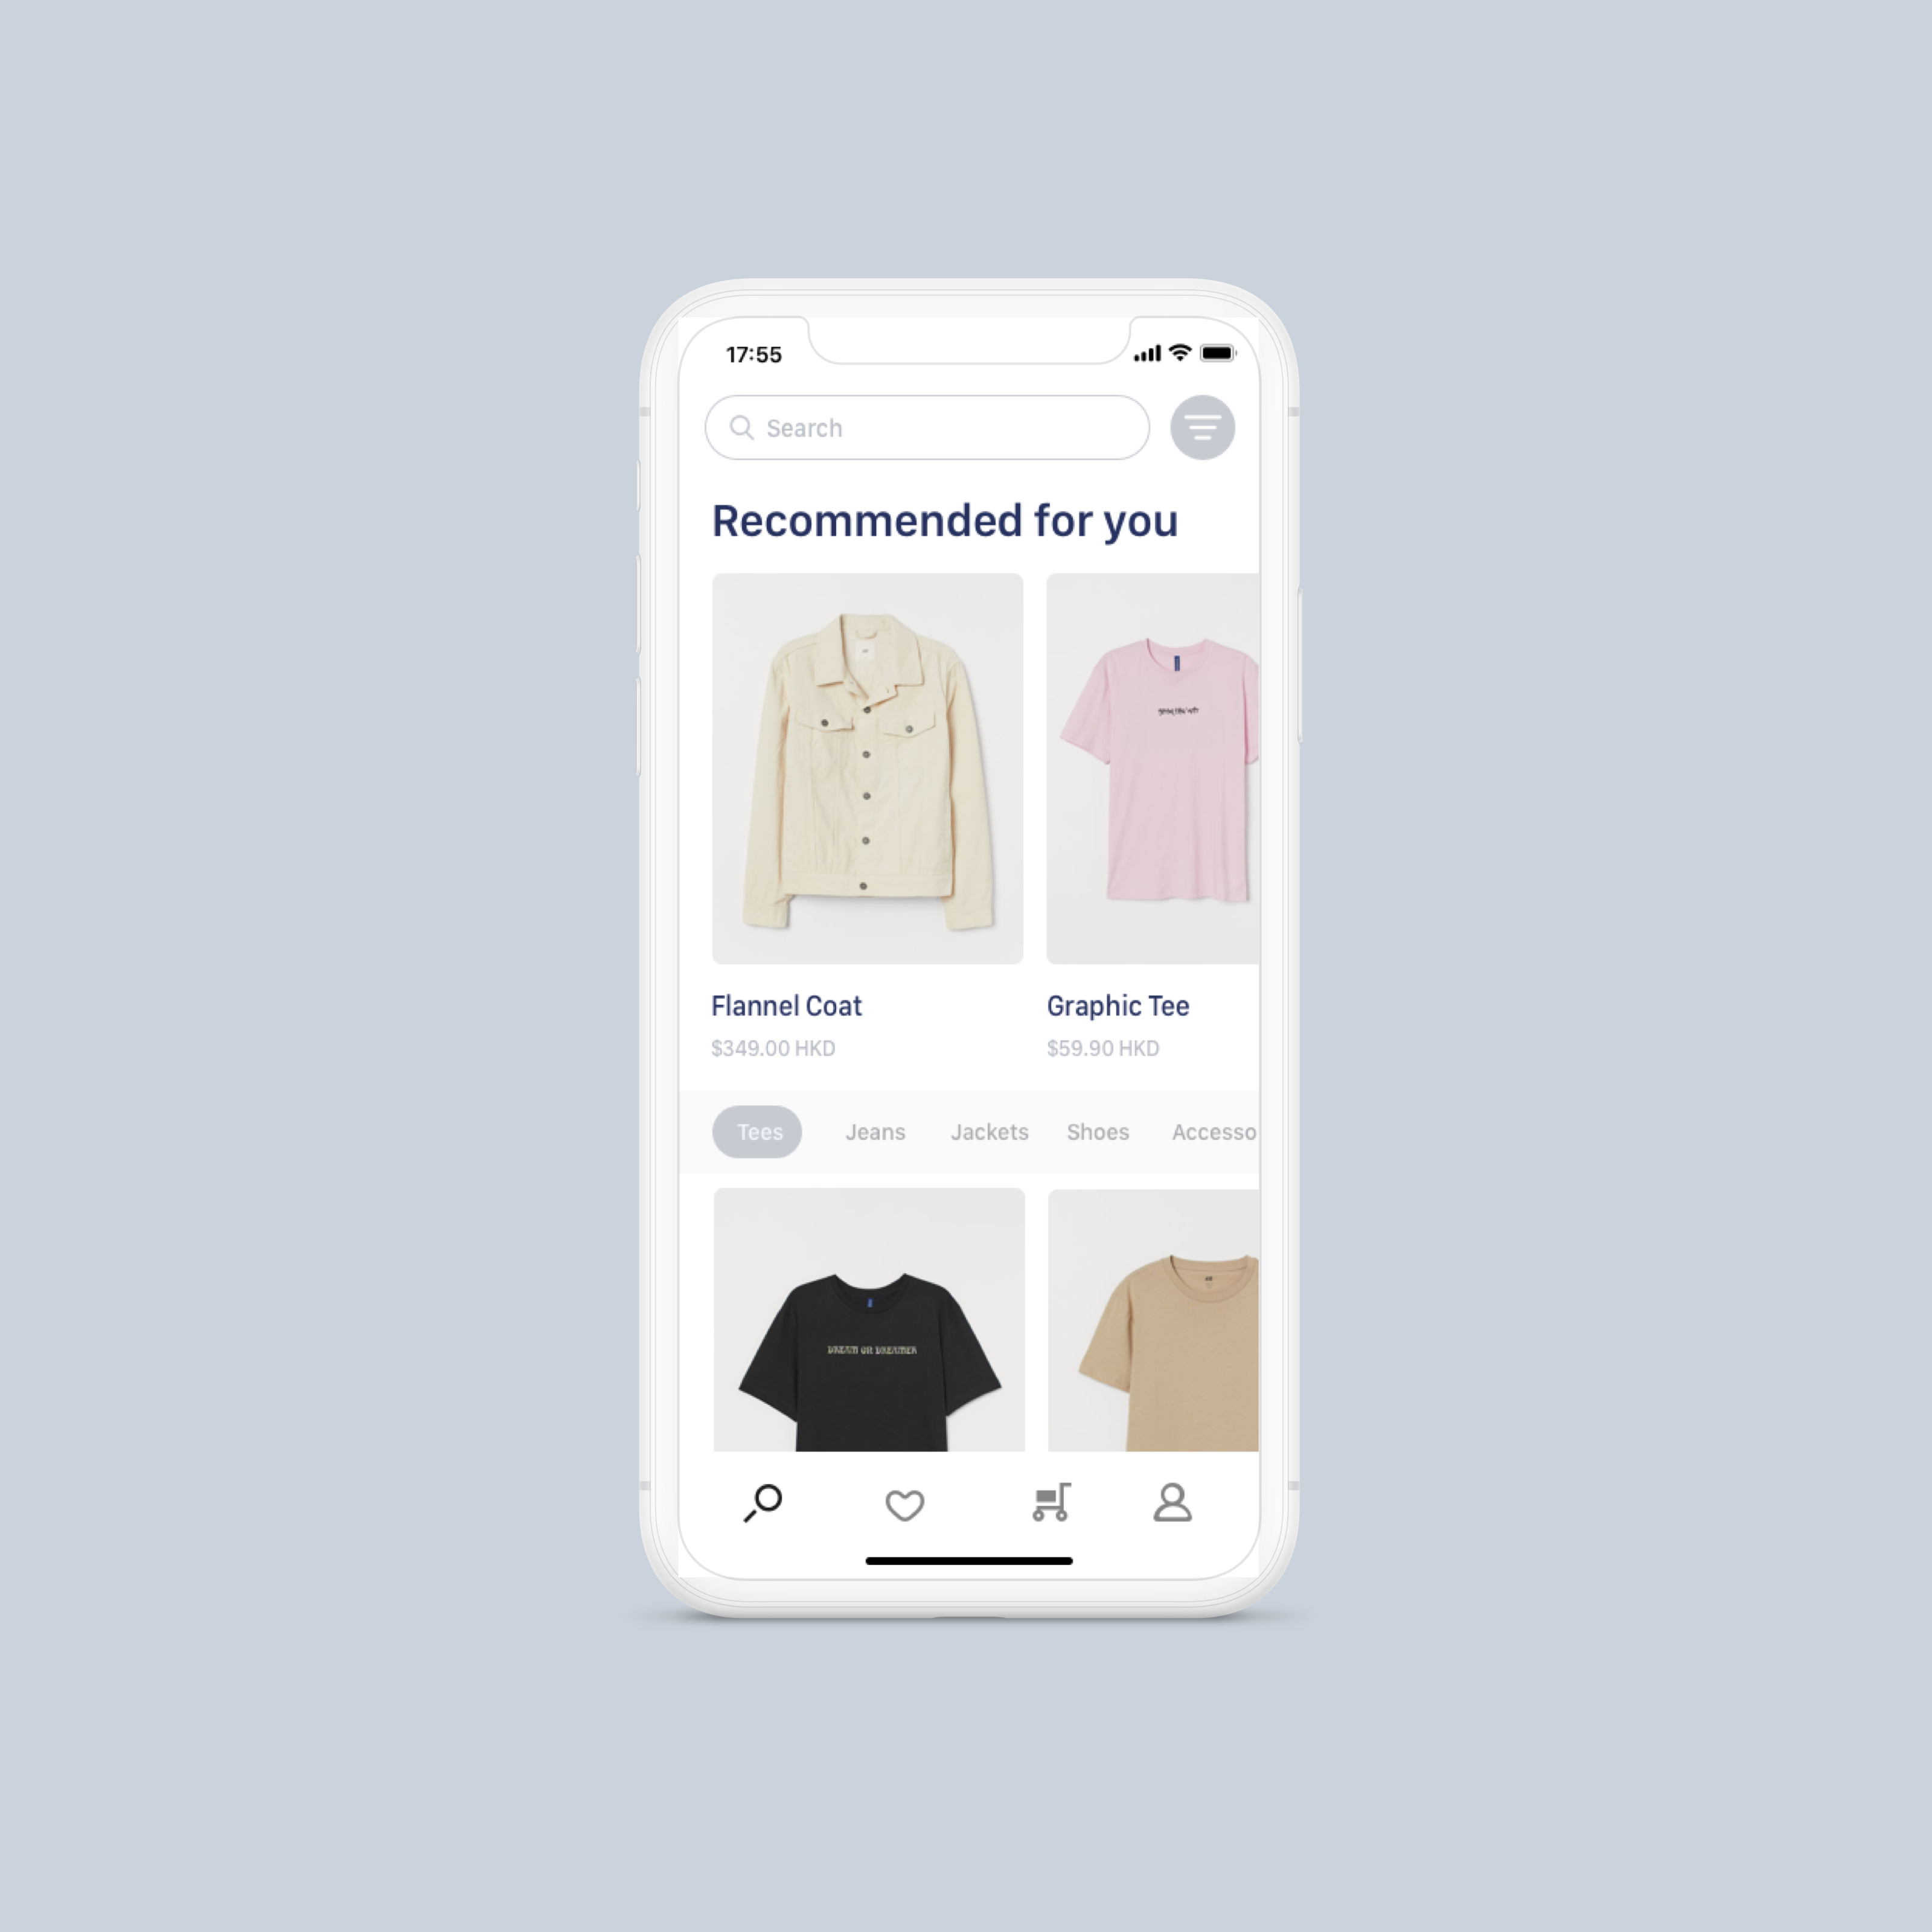 17:55
Search
Recommended for you
Flannel Coat
Graphic Tee
$349.00 HKD
$59.90 HKD
Tees Jeans Jackets Shoes Accesso
DREAM OR DREAMER